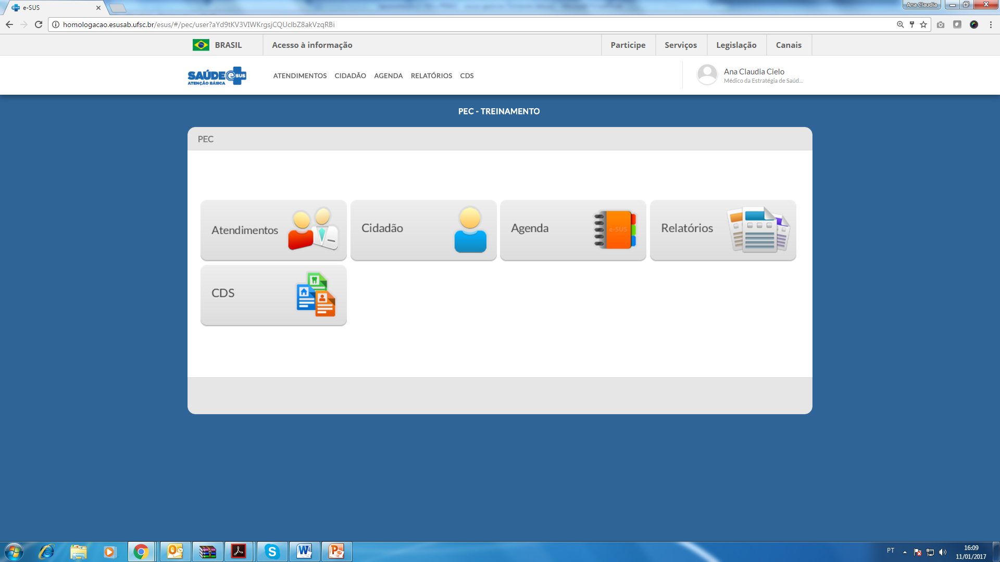 e-SUS
Ana Claudia
homologacao.esusab.ufsc.br/esus/#/pec/user?aYd9tKV3VIWKrgsjCQUclbZ8akVzqRBi
BRASIL
Acesso à informação
Participe
Serviços
Legislação
Canais
SAÚDE e SUS
ATENÇÃO BÁSICA
ATENDIMENTOS
CIDADÃO
AGENDA
RELATÓRIOS
CDS
Ana Claudia Cielo
Médico da Estratégia de Saúd...
PEC - TREINAMENTO
PEC
Atendimentos
Cidadão
Agenda
e-SUS
Relatórios
CDS
PT
16:09
11/01/2017